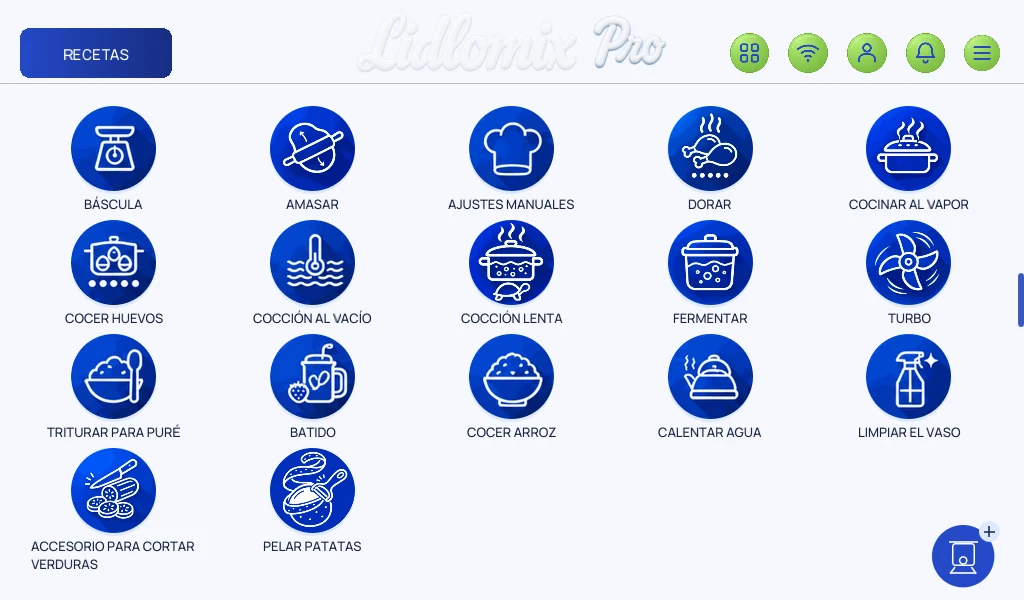 RECETAS
Lidlomix Pro
BÁSCULA
AMASAR
AJUSTES MANUALES
DORAR
COCINAR AL VAPOR
COCER HUEVOS
COCCIÓN AL VACÍO
COCCIÓN LENTA
FERMENTAR
TURBO
TRITURAR PARA PURÉ
BATIDO
COCER ARROZ
CALENTAR AGUA
LIMPIAR EL VASO
ACCESORIO PARA CORTAR
VERDURAS
PELAR PATATAS